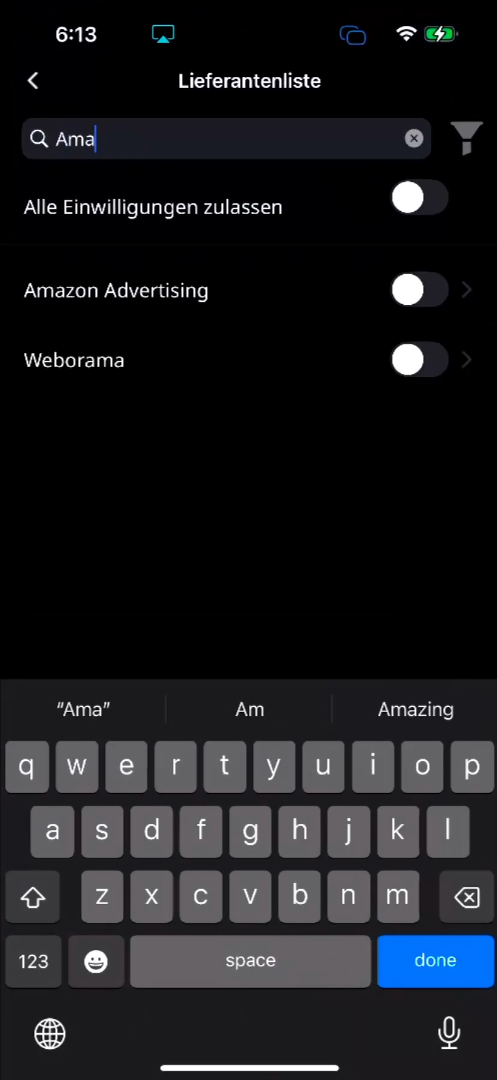 6:13
Lieferantenliste
Ama
Alle Einwilligungen zulassen
Amazon Advertising
Weborama
“Ama” Am Amazing
q w e r t y u i o p
a s d f g h j k l
z x c v b n m
123 space done